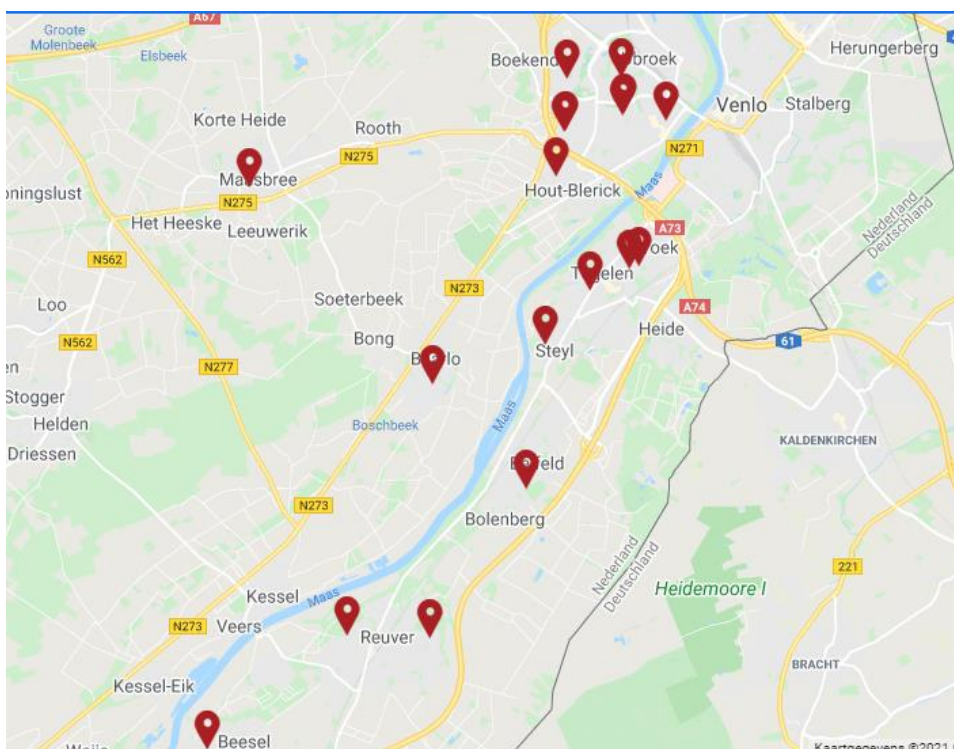 A67
Groote
Molenbeek
Elsbeek
Herungerberg
Venlo
Stalberg
Korte Heide
Rooth
N275
N271
Hout-Blerick
Maas
Het Heeske
N275
Leeuwerik
A73
Nederland
Deutschland
N562
N273
Soeterbeek
Loo
A74
Heide
N562
Bong
Steyl
61
N277
Stogger
Helden
Boschbeek
Maas
Driessen
KALDENKIRCHEN
N273
Bolenberg
Nederland
Deutschland
221
Heidemoore I
Kessel
Maas
N273
Veers
Reuver
BRACHT
Kessel-Eik
Beesel